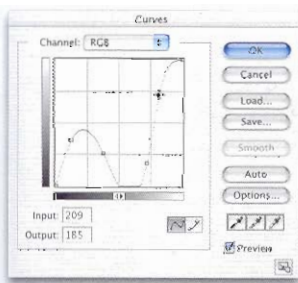 Curves
Channel: RGB
OK
Cancel
Load...
Save...
Smooth
Auto
Options...
Input: 209
Output: 185
Preview